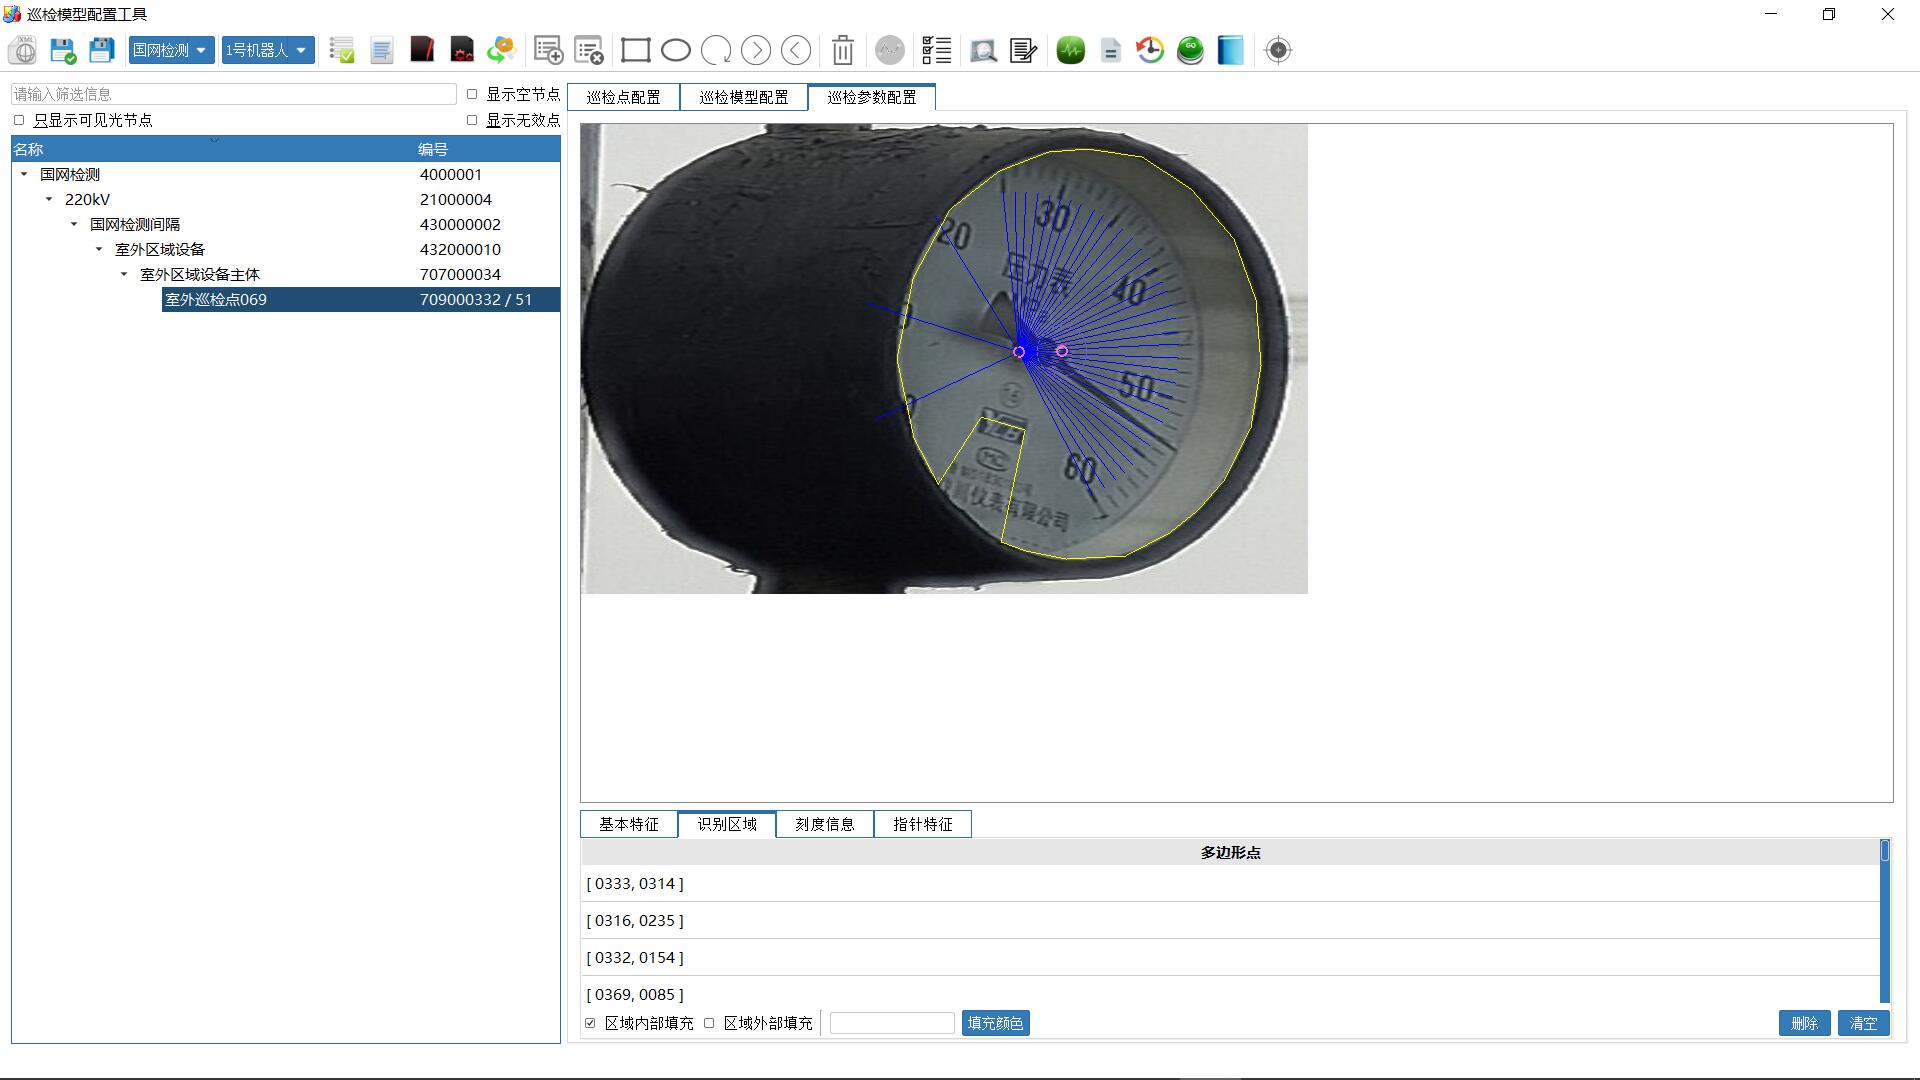 巡检模型配置工具
国网检测
1号机器人
请输入筛选信息
显示空节点
只显示可见光节点
显示无效点
名称 编号
国网检测 4000001
220kV 21000004
国网检测间隔 430000002
室外区域设备 432000010
室外区域设备主体 707000034
室外巡检点069 709000332 / 51
巡检点配置 巡检模型配置 巡检参数配置
20
30
40
50
60
0
0
压力表
MC
仪表有限公司
基本特征 识别区域 刻度信息 指针特征
多边形点
[ 0333, 0314 ]
[ 0316, 0235 ]
[ 0332, 0154 ]
[ 0369, 0085 ]
区域内部填充 区域外部填充 填充颜色 删除 清空